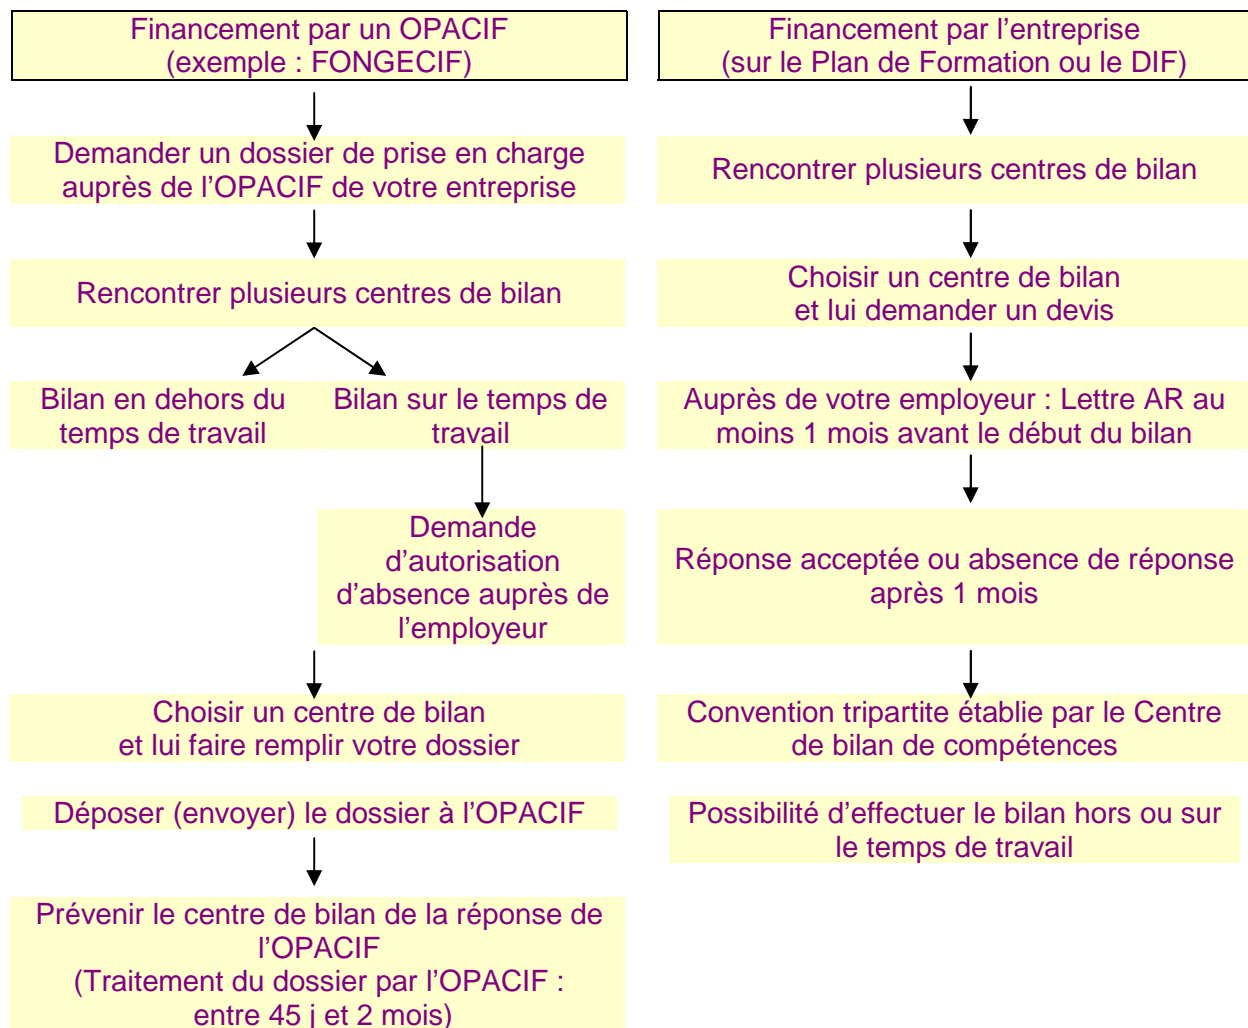 Financement par un OPACIF
(exemple : FONGECIF)
Demander un dossier de prise en charge
auprès de l’OPACIF de votre entreprise
Rencontrer plusieurs centres de bilan
Bilan en dehors du
temps de travail
Bilan sur le temps de
travail
Demande
d’autorisation
d’absence auprès de
l’employeur
Choisir un centre de bilan
et lui faire remplir votre dossier
Déposer (envoyer) le dossier à l’OPACIF
Prévenir le centre de bilan de la réponse de
l’OPACIF
(Traitement du dossier par l’OPACIF :
entre 45 j et 2 mois)
Financement par l’entreprise
(sur le Plan de Formation ou le DIF)
Rencontrer plusieurs centres de bilan
Choisir un centre de bilan
et lui demander un devis
Auprès de votre employeur : Lettre AR au
moins 1 mois avant le début du bilan
Réponse acceptée ou absence de réponse
après 1 mois
Convention tripartite établie par le Centre
de bilan de compétences
Possibilité d’effectuer le bilan hors ou sur
le temps de travail